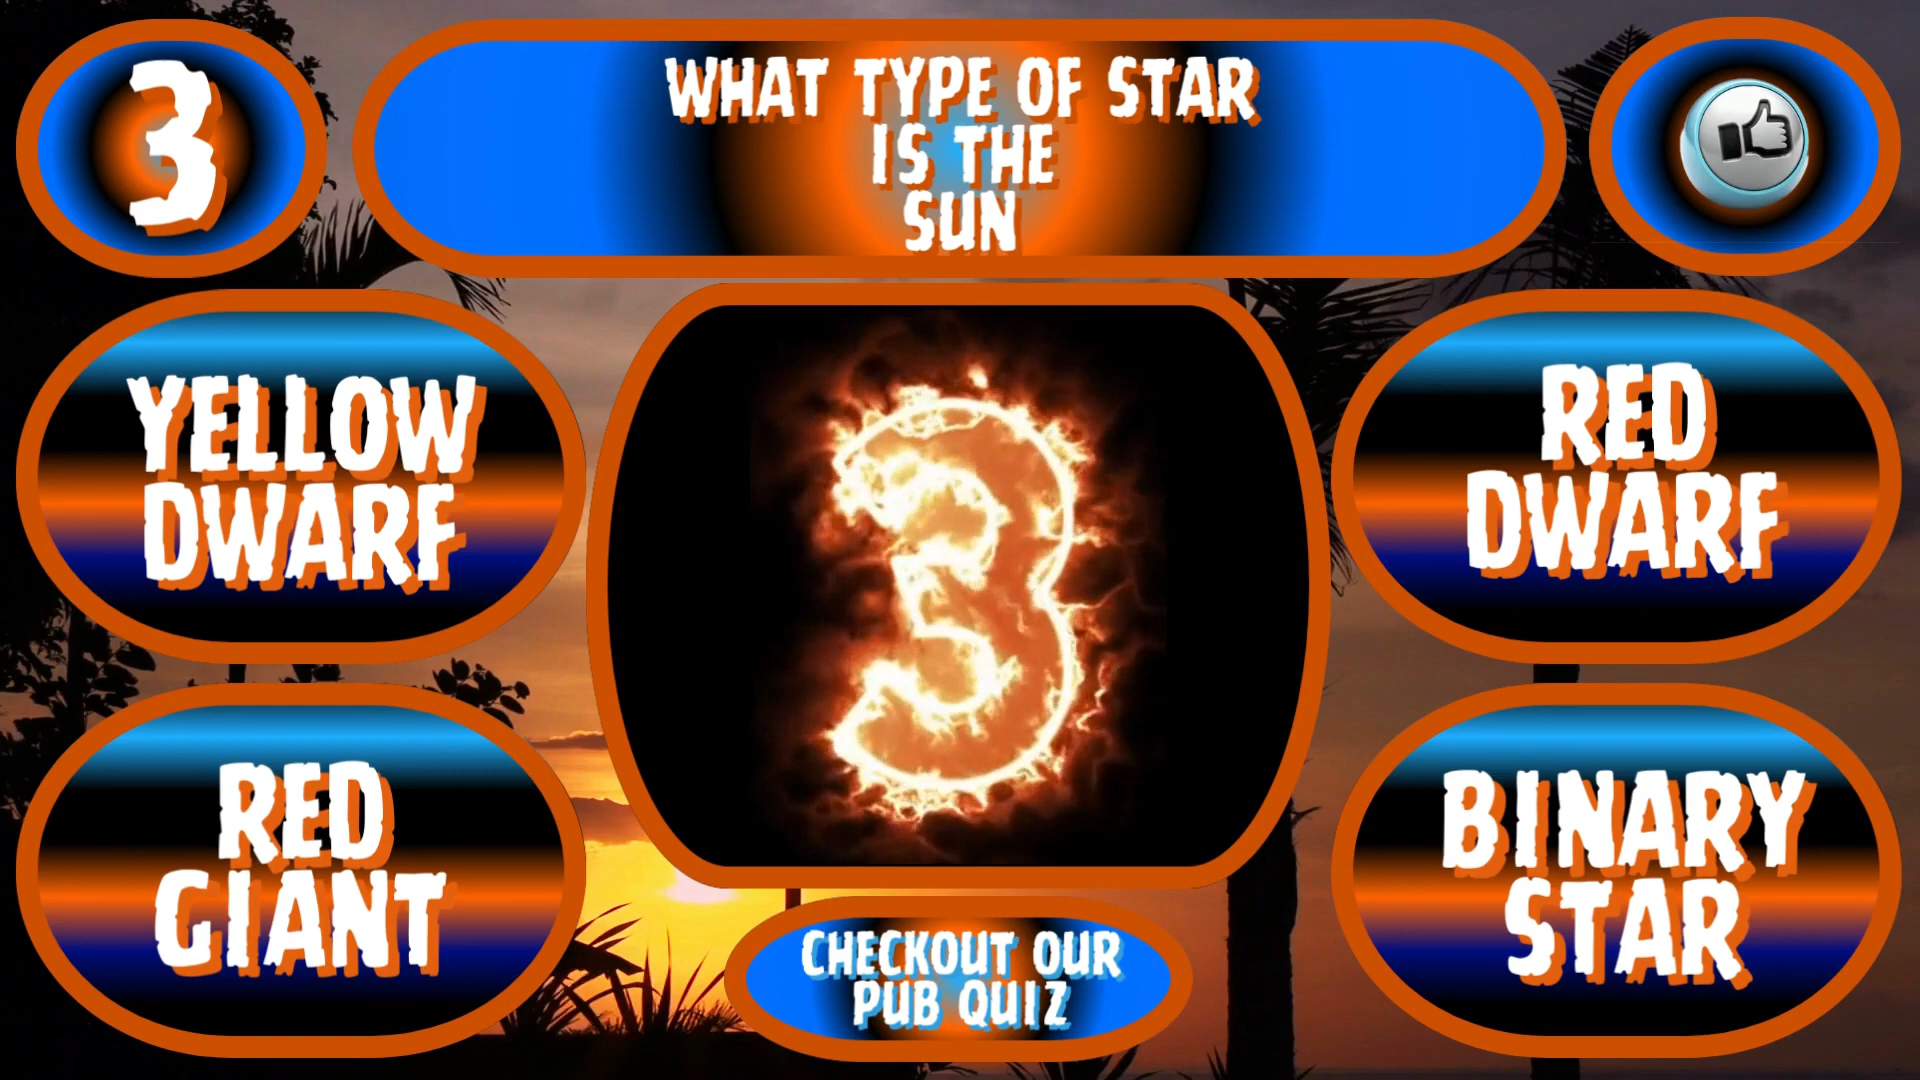 3
WHAT TYPE OF STAR
IS THE
SUN
YELLOW
DWARF
3
RED
DWARF
RED
GIANT
BINARY
STAR
CHECKOUT OUR
PUB QUIZ